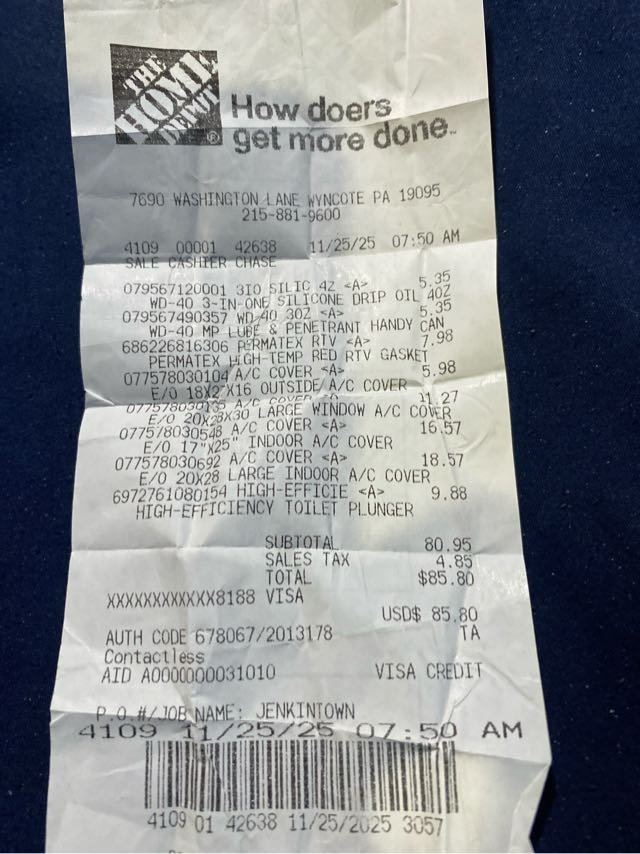 THE
HOME
DEPOT
How doers
get more done.
7690 WASHINGTON LANE WYNCOTE PA 19095
215-881-9600
4109 00001 42638 11/25/25 07:50 AM
SALE CASHIER CHASE
079567120001 3IO SILIC 4Z <A> 5.35
WD-40 3-IN-ONE SILICONE DRIP OIL 4OZ
079567490357 WD 40 3OZ <A> 5.35
WD-40 MP LUBE & PENETRANT HANDY CAN
686226816306 PERMATEX RTV <A> 7.98
PERMATEX HIGH-TEMP RED RTV GASKET
077578030104 A/C COVER <A> 5.98
E/O 18X27X16 OUTSIDE A/C COVER
A/C COVER <A> 11.27
E/O 20X28X30 LARGE WINDOW A/C COVER
077578030548 A/C COVER <A> 16.57
E/O 17"X25" INDOOR A/C COVER
077578030692 A/C COVER <A> 18.57
E/O 20X28 LARGE INDOOR A/C COVER
6972761080154 HIGH-EFFICIE <A> 9.88
HIGH-EFFICIENCY TOILET PLUNGER
SUBTOTAL 80.95
SALES TAX 4.85
TOTAL $85.80
XXXXXXXXXXXX8188 VISA
USD$ 85.80
AUTH CODE 678067/2013178 TA
Contactless
AID A0000000031010 VISA CREDIT
P.O.#/JOB NAME: JENKINTOWN
4109 11/25/25 07:50 AM
4109 01 42638 11/25/2025 3057